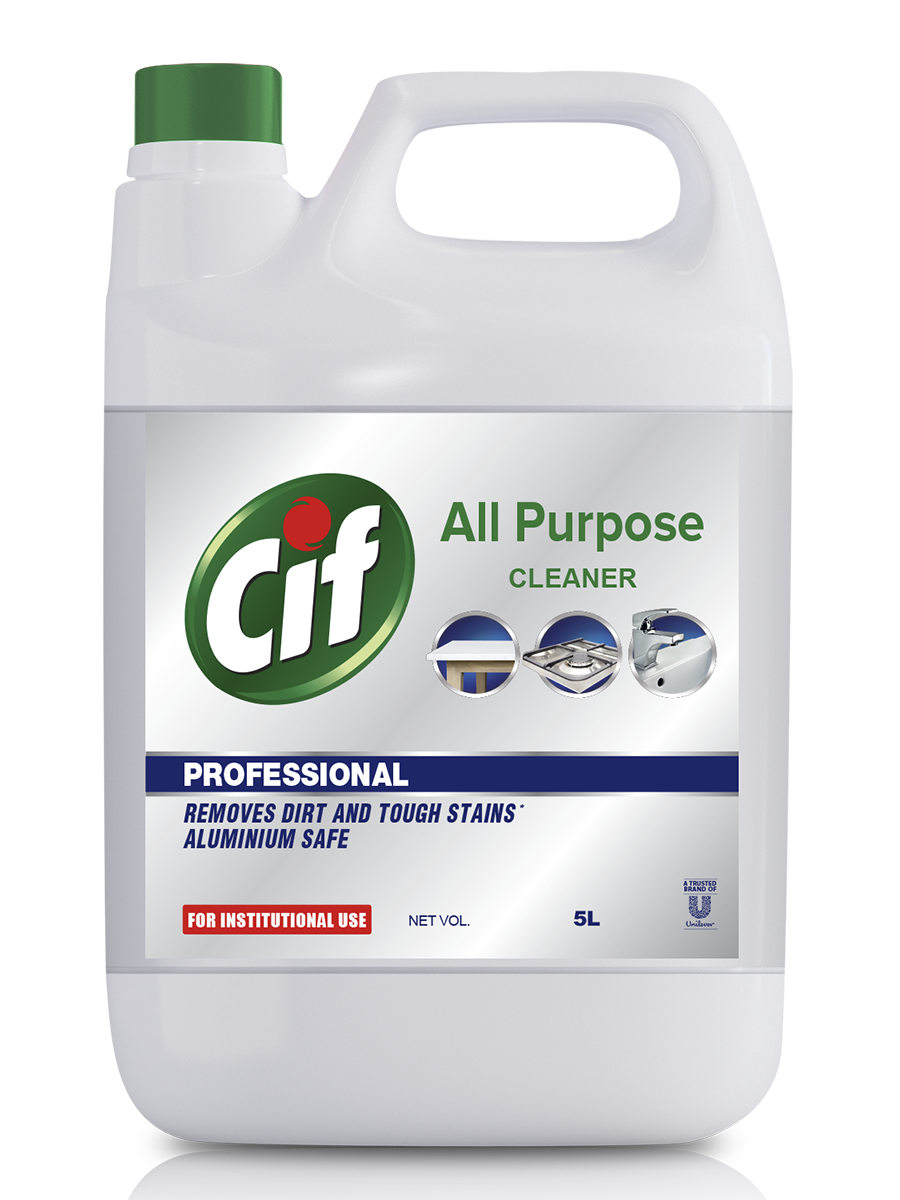 Cif
All Purpose
CLEANER
PROFESSIONAL
REMOVES DIRT AND TOUGH STAINS*
ALUMINIUM SAFE
FOR INSTITUTIONAL USE
NET VOL.
5L
A TRUSTED
BRAND OF
Unilever